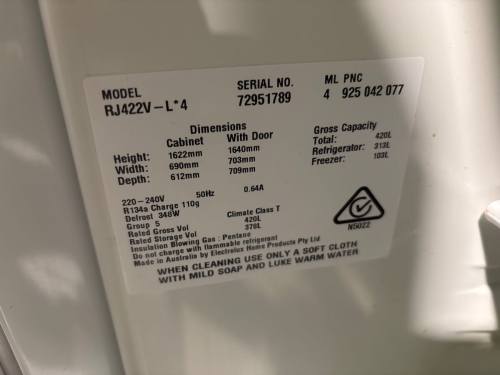 MODEL SERIAL NO. ML PNC
RJ422V-L*4 72951789 4 925 042 077
Dimensions
Cabinet With Door
Height: 1622mm 1640mm
Width: 690mm 703mm
Depth: 612mm 709mm
Gross Capacity
Total: 420L
Refrigerator: 313L
Freezer: 103L
220-240V 50Hz 0.64A
R134a Charge 110g
Defrost 348W
Group 5 Climate Class T
Rated Gross Vol 420L
Rated Storage Vol 378L
Insulation Blowing Gas : Pentane
Do not charge with flammable refrigerant
Made in Australia by Electrolux Home Products Pty Ltd
N5022
WHEN CLEANING USE ONLY A SOFT CLOTH
WITH MILD SOAP AND LUKE WARM WATER